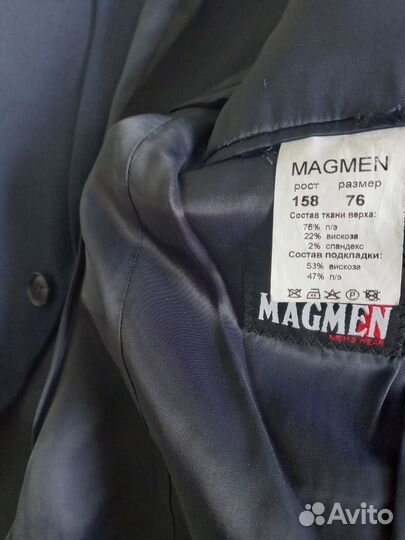 MAGMEN
рост размер
158 76
Состав ткани верха:
76% п/э
22% вискоза
2% спандекс
Состав подкладки:
53% вискоза
47% п/э
MAGMEN
MEN'S WEAR
Avito